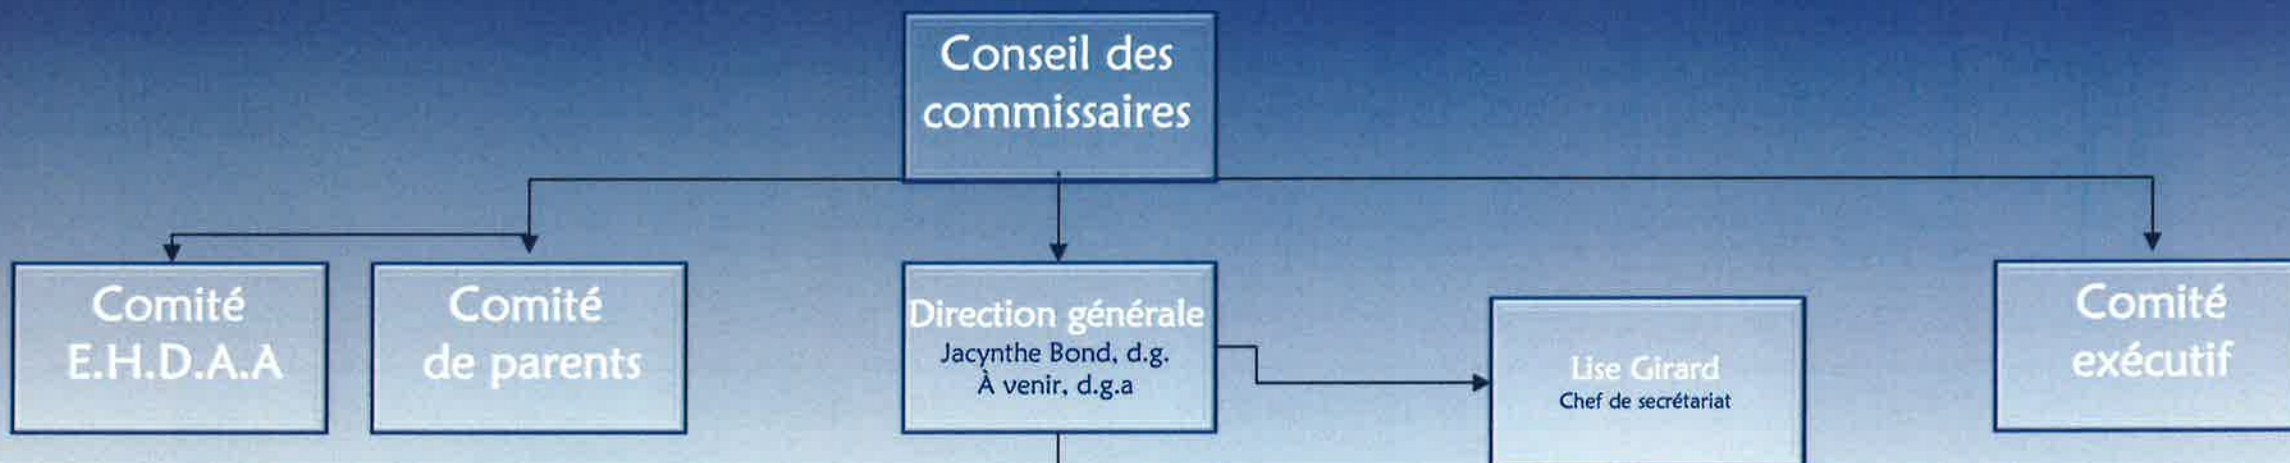 Conseil des
commissaires
Comité
E.H.D.A.A
Comité
de parents
Direction générale
Jacynthe Bond, d.g.
À venir, d.g.a
Lise Girard
Chef de secrétariat
Comité
exécutif